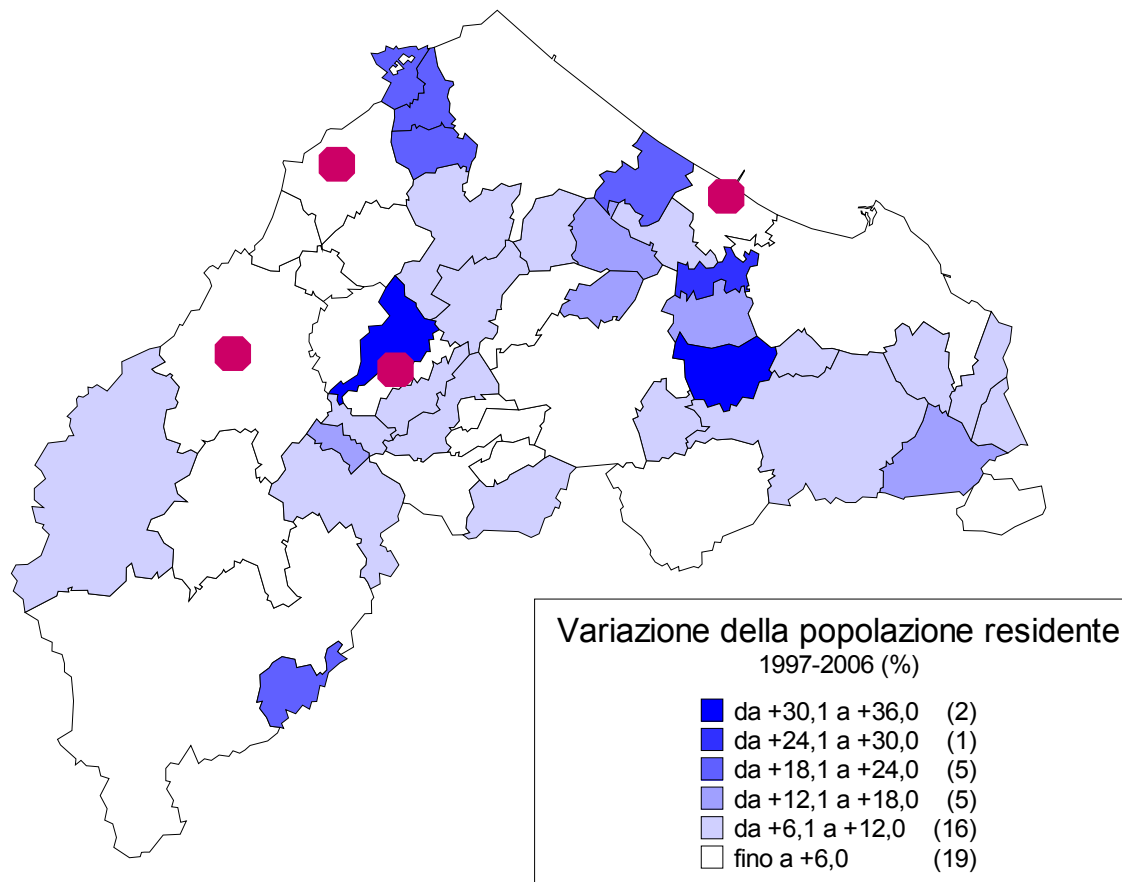 Variazione della popolazione residente
1997-2006 (%)
da +30,1 a +36,0 (2)
da +24,1 a +30,0 (1)
da +18,1 a +24,0 (5)
da +12,1 a +18,0 (5)
da +6,1 a +12,0 (16)
fino a +6,0 (19)